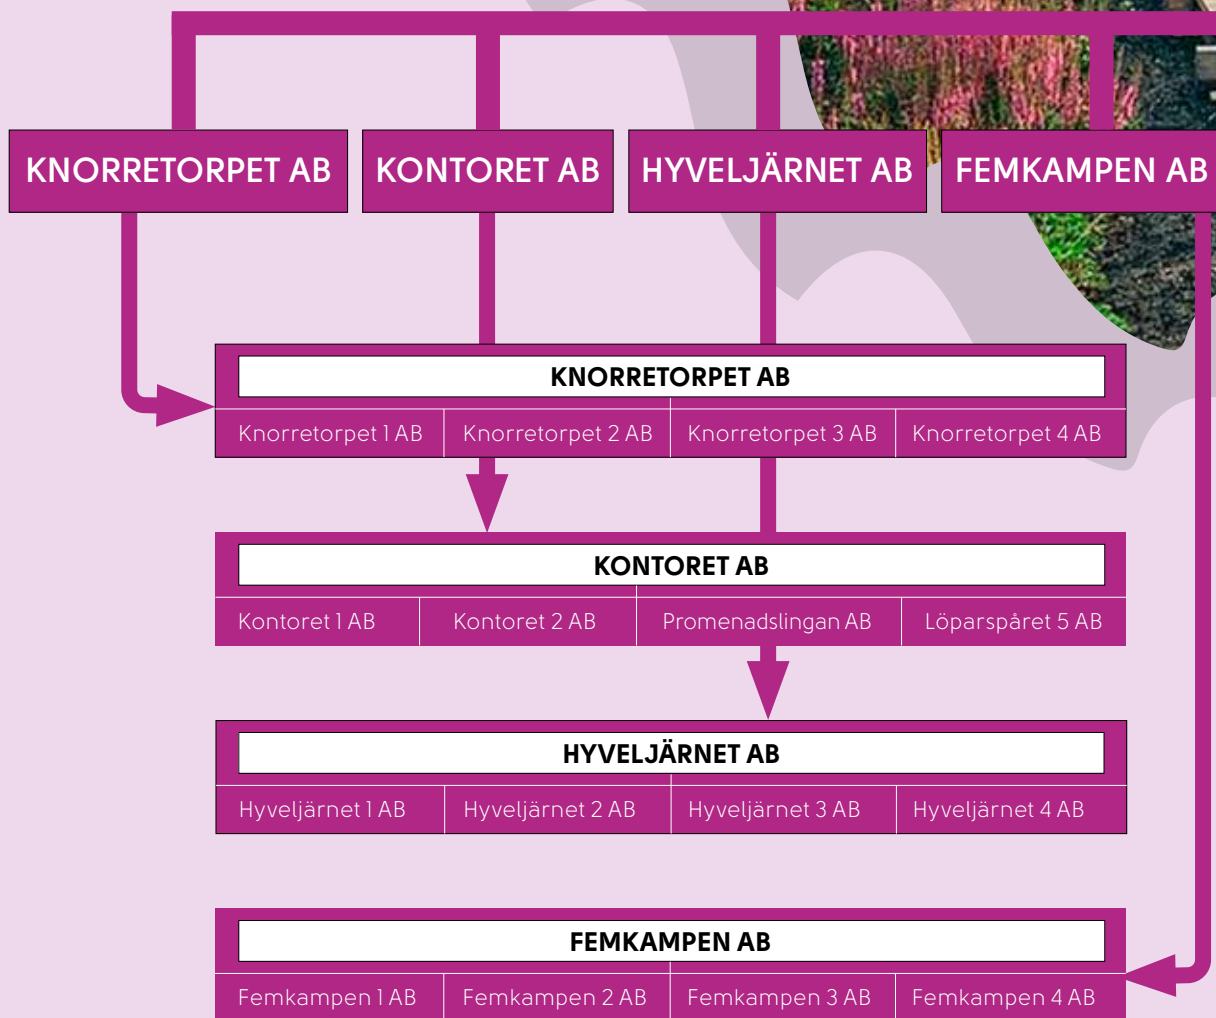 KNORRETORPET AB
KONTORET AB
HYVELJÄRNET AB
FEMKAMPEN AB
KNORRETORPET AB
Knorretorpet 1 AB
Knorretorpet 2 AB
Knorretorpet 3 AB
Knorretorpet 4 AB
KONTORET AB
Kontoret 1 AB
Kontoret 2 AB
Promenadslingan AB
Löparspåret 5 AB
HYVELJÄRNET AB
Hyveljärnet 1 AB
Hyveljärnet 2 AB
Hyveljärnet 3 AB
Hyveljärnet 4 AB
FEMKAMPEN AB
Femkampen 1 AB
Femkampen 2 AB
Femkampen 3 AB
Femkampen 4 AB